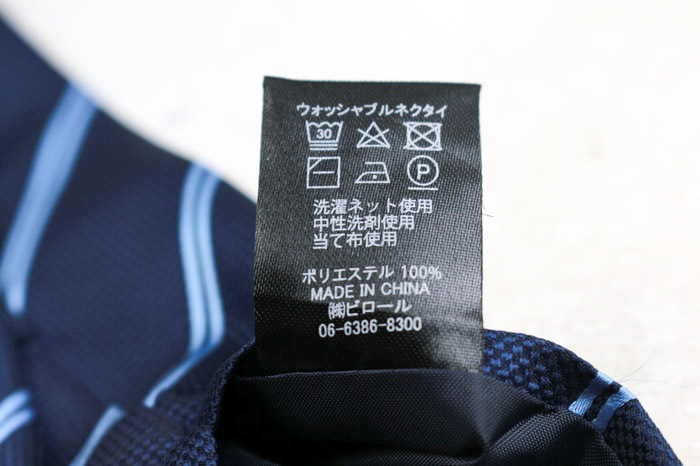 ウォッシャブルネクタイ
30
P
洗濯ネット使用
中性洗剤使用
当て布使用
ポリエステル 100%
MADE IN CHINA
㈱ビロール
06-6386-8300